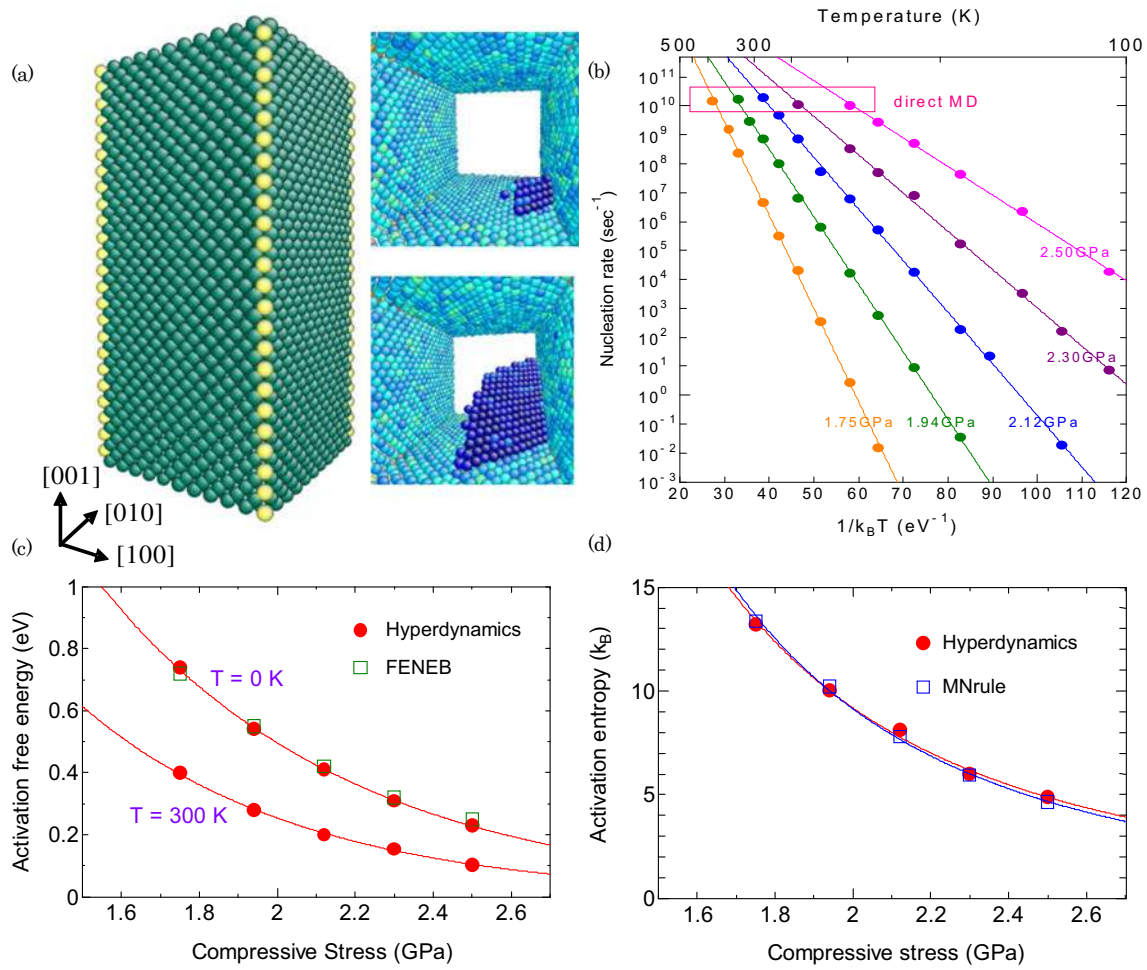 (a)
[001]
[010]
[100]
(b)
Temperature (K)
500 300 100
10¹¹
10¹⁰
10⁹
10⁸
10⁷
10⁶
10⁵
10⁴
10³
10²
10¹
10⁰
10⁻¹
10⁻²
10⁻³
Nucleation rate (sec⁻¹)
direct MD
2.50GPa
2.30GPa
1.75GPa 1.94GPa 2.12GPa
20 30 40 50 60 70 80 90 100 110 120
1/k_BT (eV⁻¹)
(c)
1
0.8
0.6
0.4
0.2
0
Activation free energy (eV)
Hyperdynamics
FENEB
T = 0 K
T = 300 K
1.6 1.8 2 2.2 2.4 2.6
Compressive Stress (GPa)
(d)
15
10
5
0
Activation entropy (k_B)
Hyperdynamics
MNrule
1.6 1.8 2 2.2 2.4 2.6
Compressive stress (GPa)